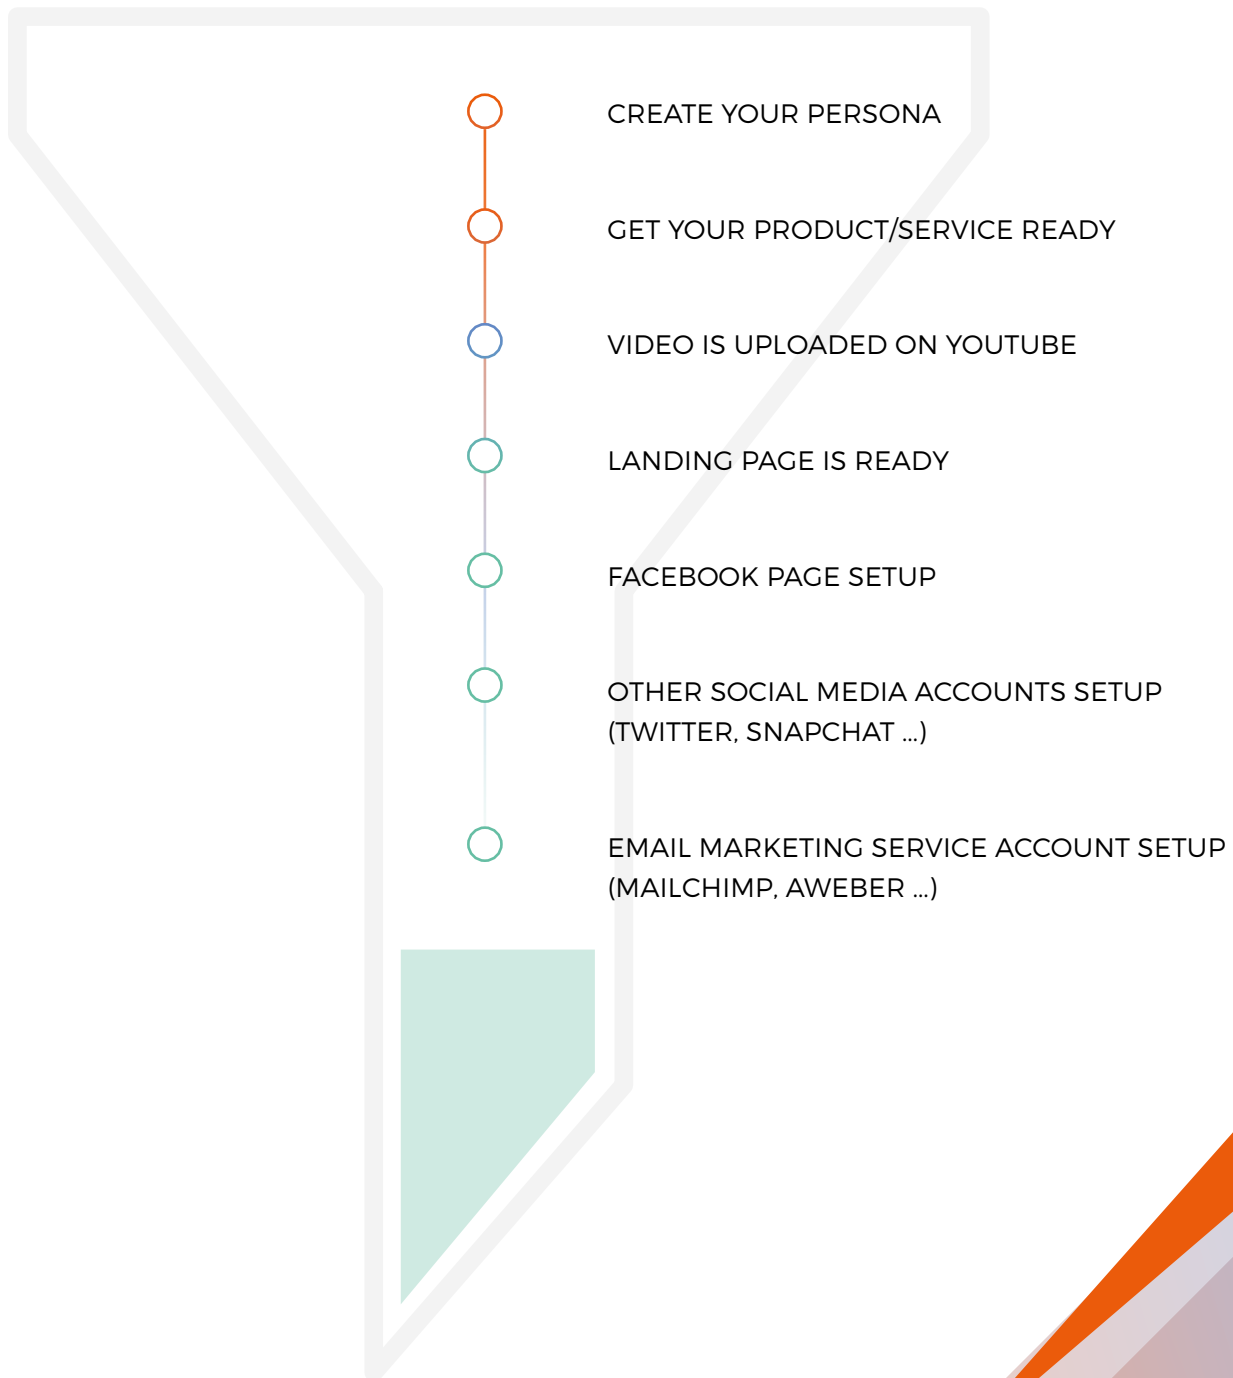 CREATE YOUR PERSONA
GET YOUR PRODUCT/SERVICE READY
VIDEO IS UPLOADED ON YOUTUBE
LANDING PAGE IS READY
FACEBOOK PAGE SETUP
OTHER SOCIAL MEDIA ACCOUNTS SETUP
(TWITTER, SNAPCHAT ...)
EMAIL MARKETING SERVICE ACCOUNT SETUP
(MAILCHIMP, AWEBER ...)